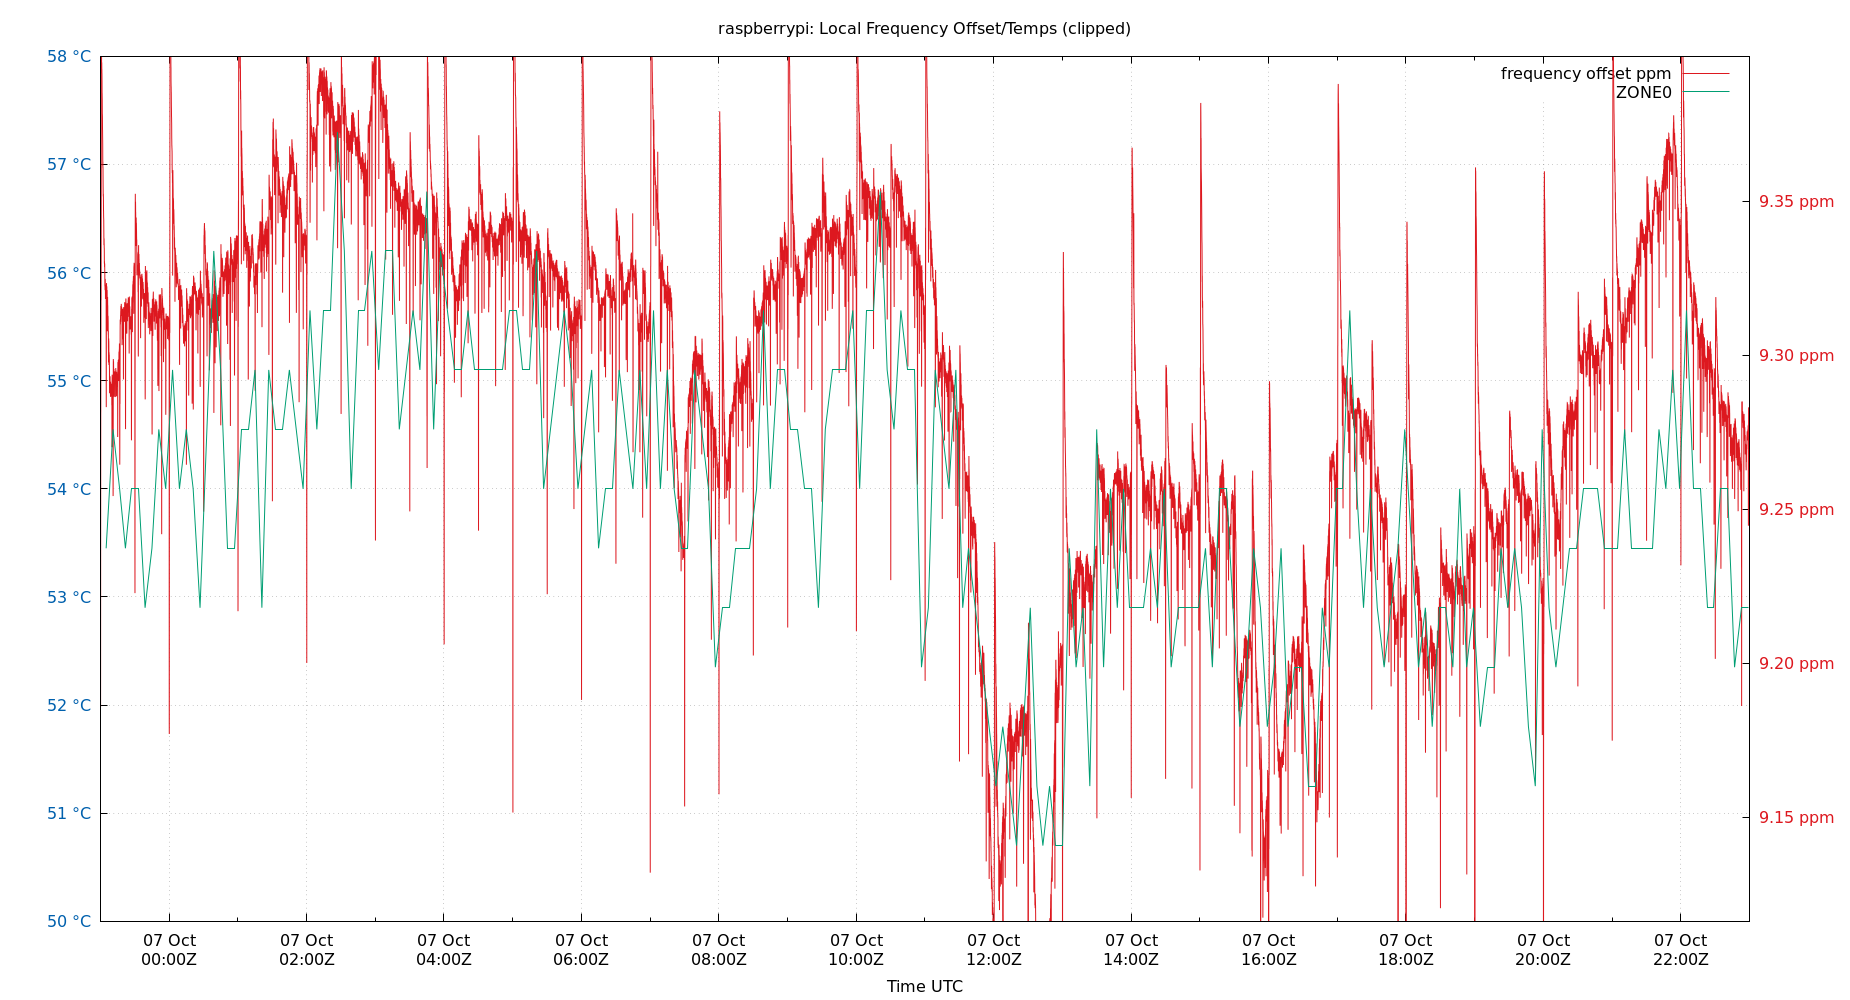 raspberrypi: Local Frequency Offset/Temps (clipped)
58 °C
57 °C
56 °C
55 °C
54 °C
53 °C
52 °C
51 °C
50 °C
frequency offset ppm
ZONE0
9.35 ppm
9.30 ppm
9.25 ppm
9.20 ppm
9.15 ppm
07 Oct 07 Oct 07 Oct 07 Oct 07 Oct 07 Oct 07 Oct 07 Oct 07 Oct 07 Oct 07 Oct 07 Oct
00:00Z 02:00Z 04:00Z 06:00Z 08:00Z 10:00Z 12:00Z 14:00Z 16:00Z 18:00Z 20:00Z 22:00Z
Time UTC